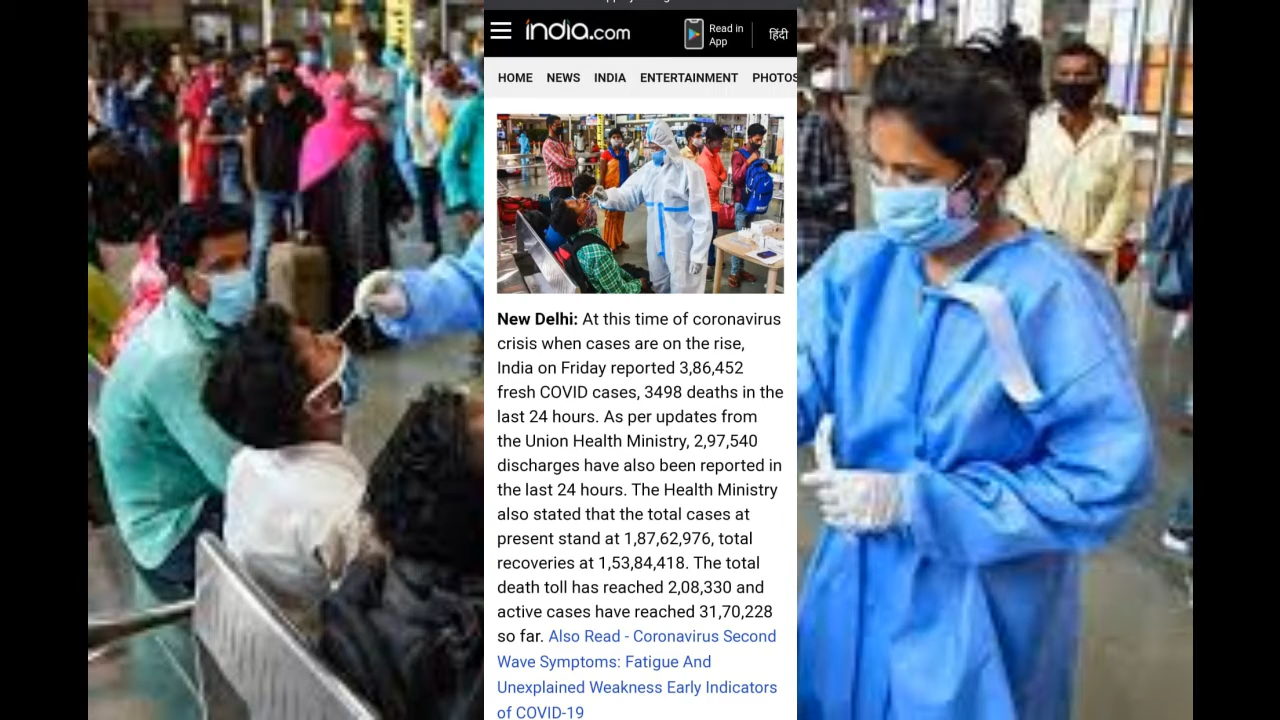 india.com
Read in
App
हिंदी
HOME NEWS INDIA ENTERTAINMENT PHOTOS
New Delhi: At this time of coronavirus
crisis when cases are on the rise,
India on Friday reported 3,86,452
fresh COVID cases, 3498 deaths in the
last 24 hours. As per updates from
the Union Health Ministry, 2,97,540
discharges have also been reported in
the last 24 hours. The Health Ministry
also stated that the total cases at
present stand at 1,87,62,976, total
recoveries at 1,53,84,418. The total
death toll has reached 2,08,330 and
active cases have reached 31,70,228
so far. Also Read - Coronavirus Second
Wave Symptoms: Fatigue And
Unexplained Weakness Early Indicators
of COVID-19